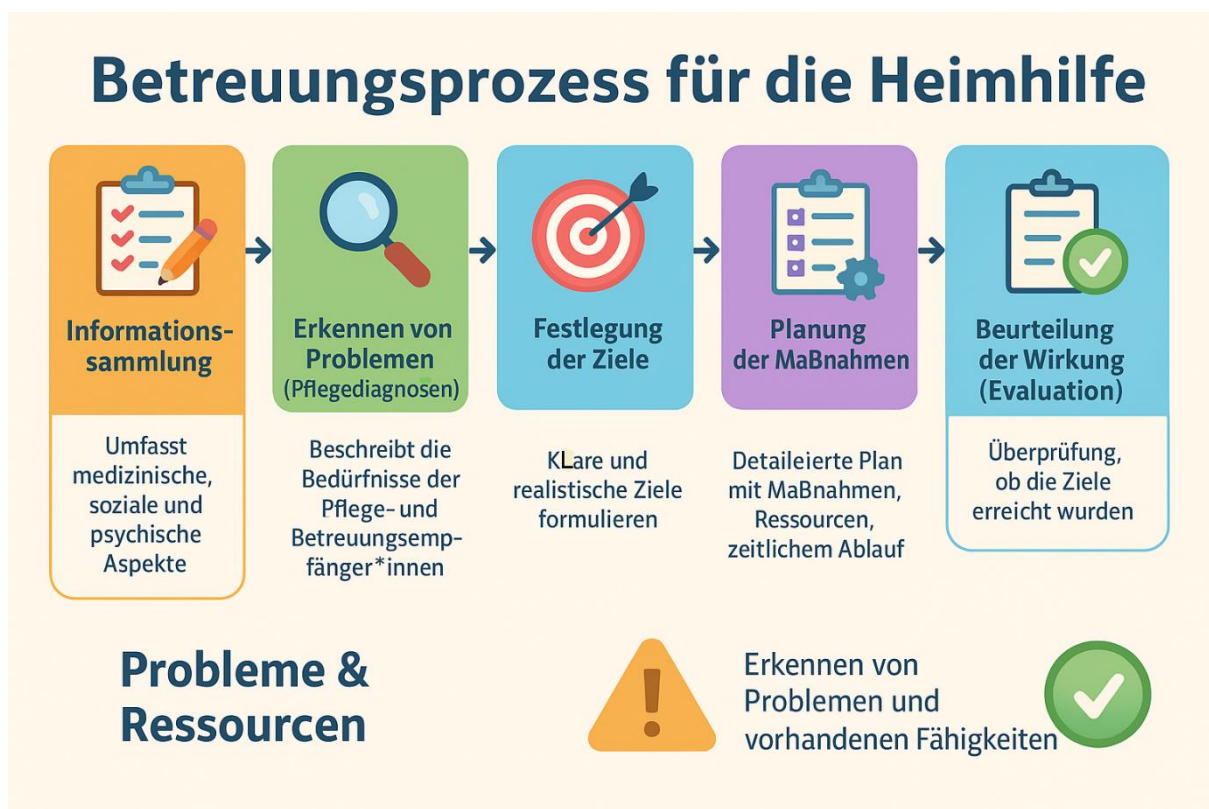 Betreuungsprozess für die Heimhilfe
Informations-
sammlung
Umfasst
medizinische,
soziale und
psychische
Aspekte
Erkennen von
Problemen
(Pflegediagnosen)
Beschreibt die
Bedürfnisse der
Pflege- und
Betreuungsemp-
fänger*innen
Festlegung
der Ziele
KLare und
realistische Ziele
formulieren
Planung
der Maßnahmen
Detaileierte Plan
mit Maßnahmen,
Ressourcen,
zeitlichem Ablauf
Beurteilung
der Wirkung
(Evaluation)
Überprüfung,
ob die Ziele
erreicht wurden
Probleme &
Ressourcen
Erkennen von
Problemen und
vorhandenen Fähigkeiten